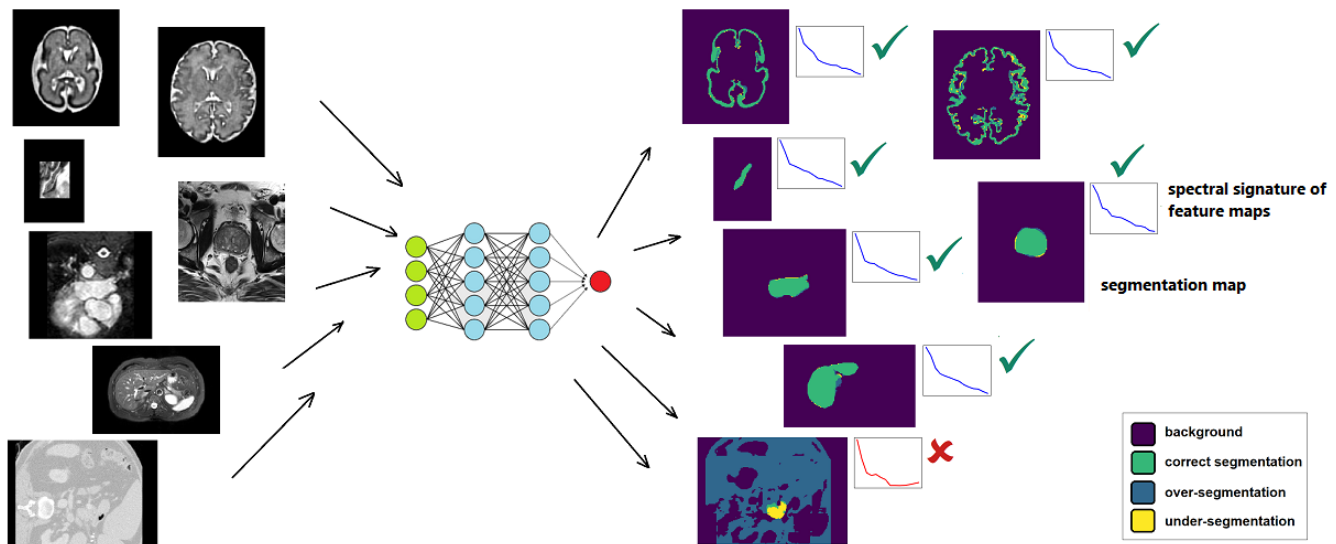 spectral signature of
feature maps
segmentation map
background
correct segmentation
over-segmentation
under-segmentation